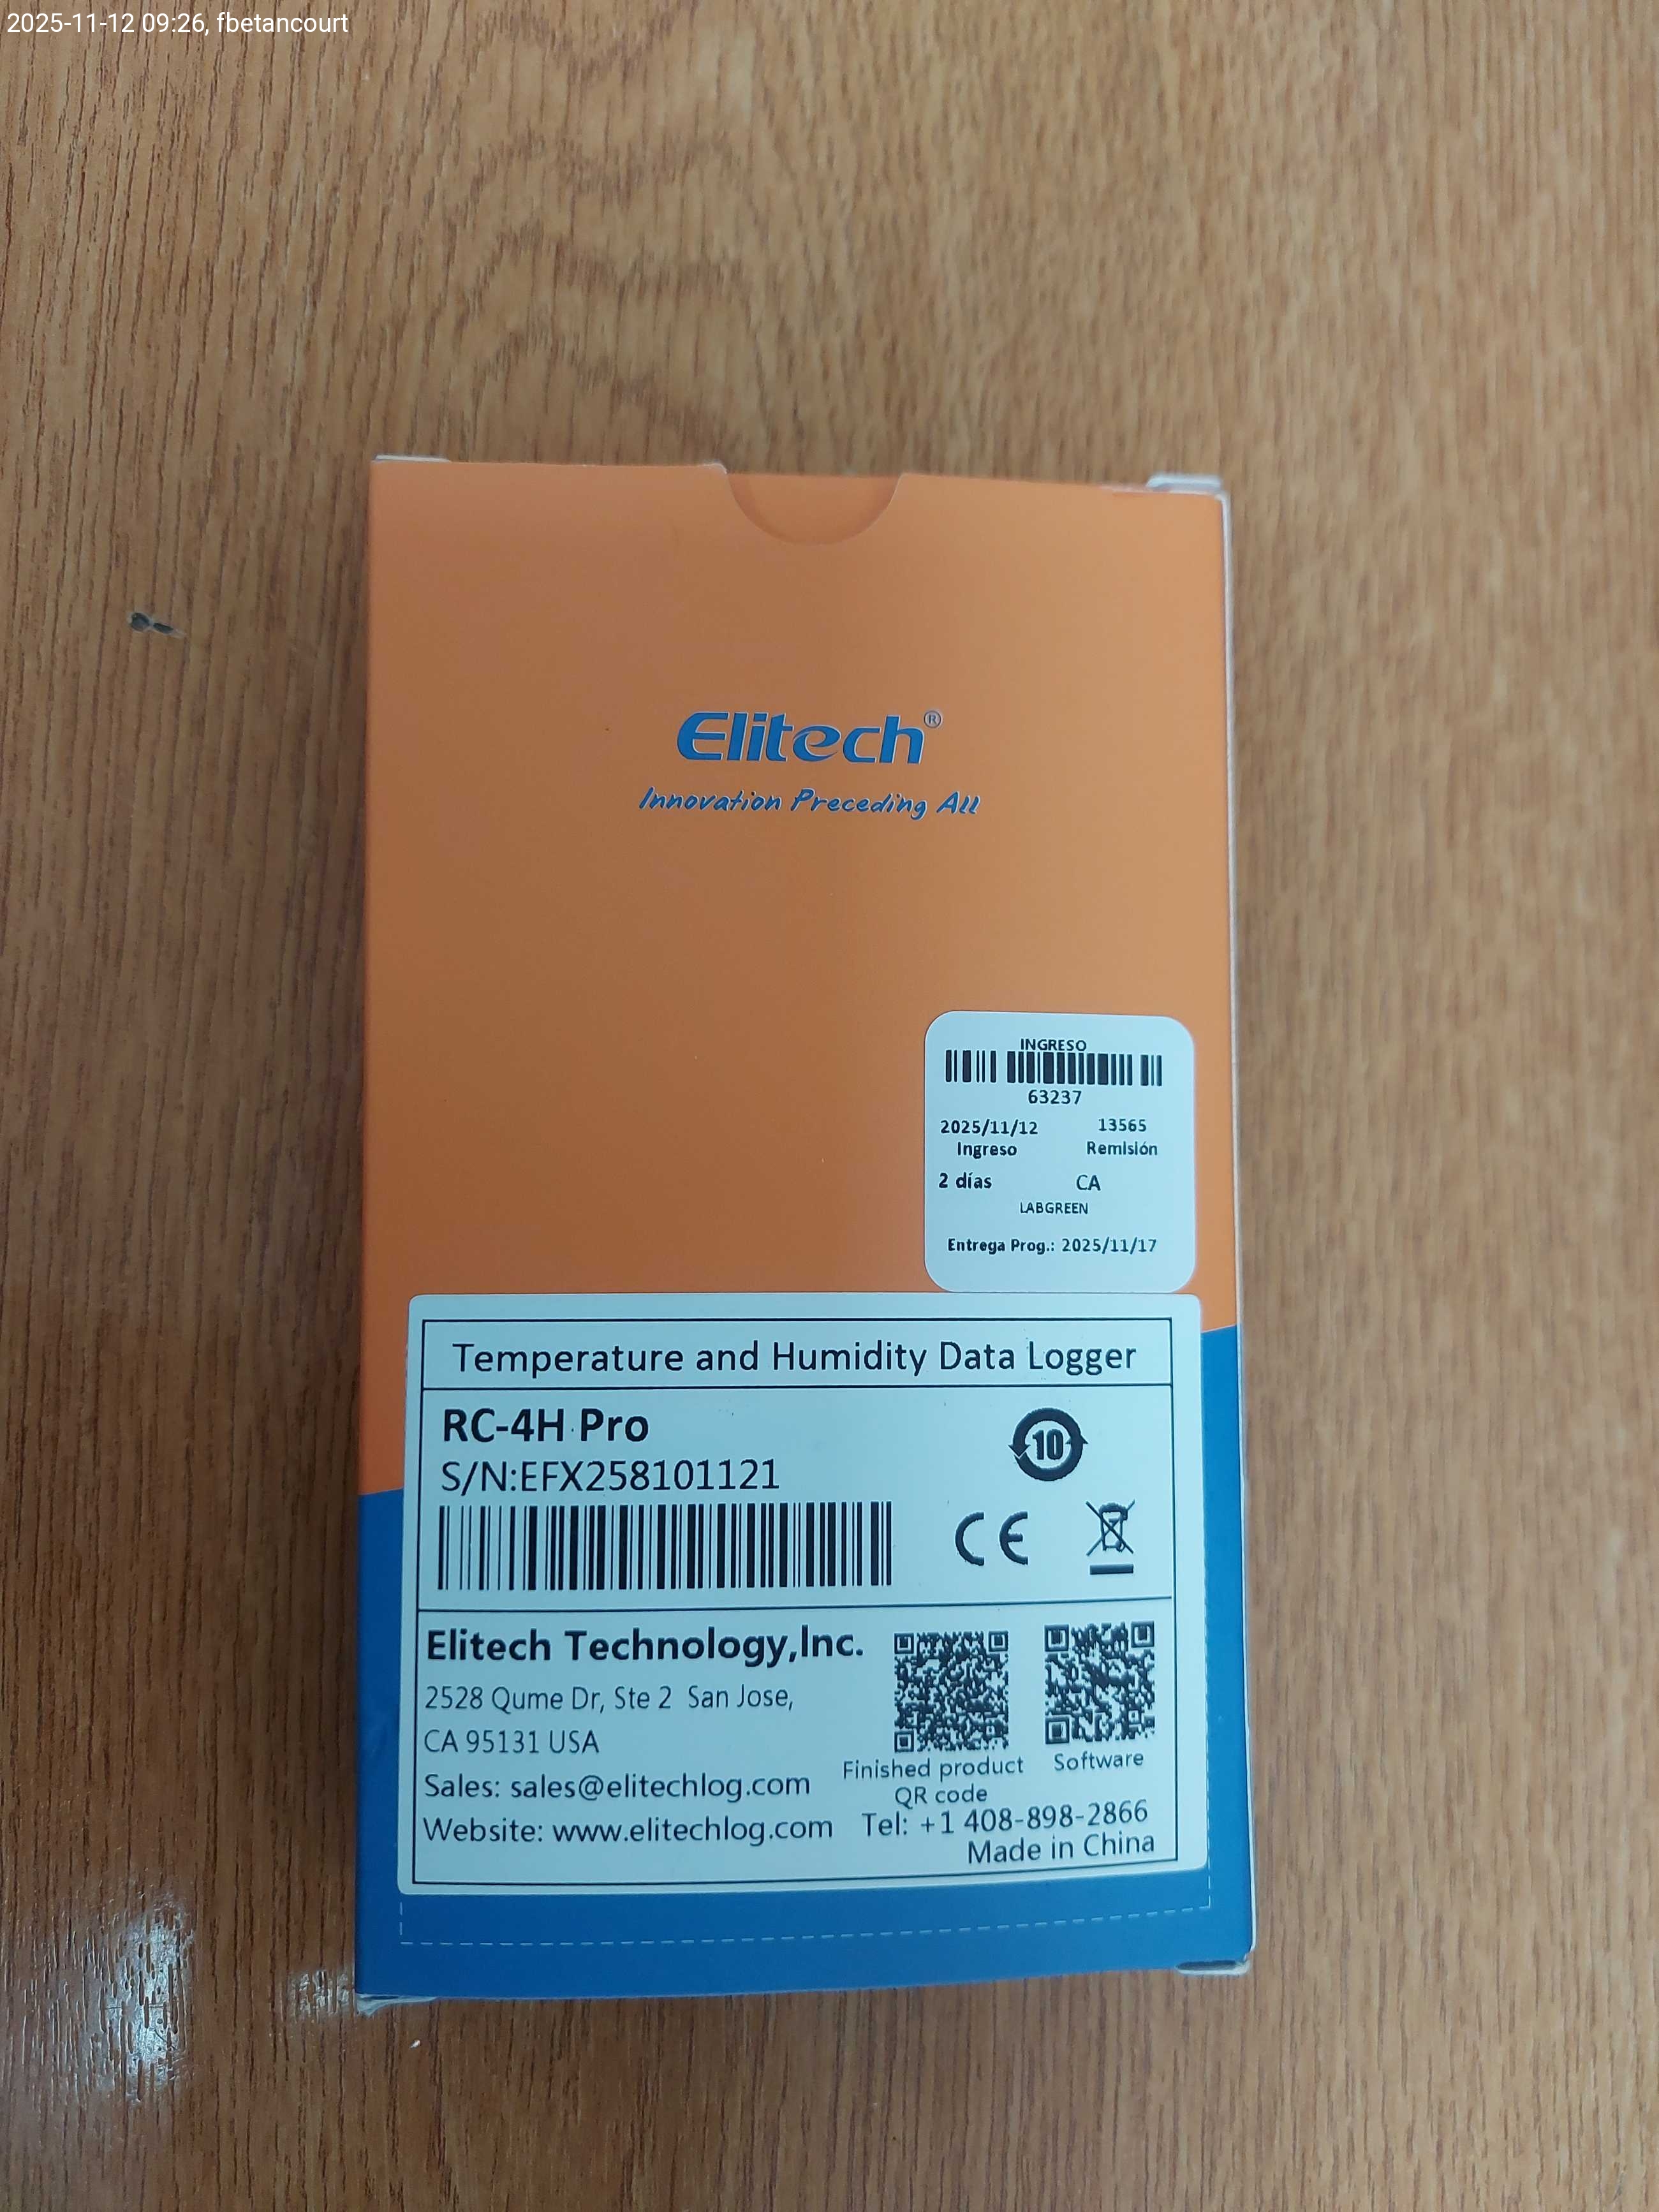 2025-11-12 09:26, fbetancourt
Elitech®
Innovation Preceding All
INGRESO
63237
2025/11/12 13565
Ingreso Remisión
2 días CA
LABGREEN
Entrega Prog.: 2025/11/17
Temperature and Humidity Data Logger
RC-4H Pro
S/N:EFX258101121
10
CE
Elitech Technology,Inc.
2528 Qume Dr, Ste 2 San Jose,
CA 95131 USA
Sales: sales@elitechlog.com
Website: www.elitechlog.com
Finished product
QR code
Software
Tel: +1 408-898-2866
Made in China